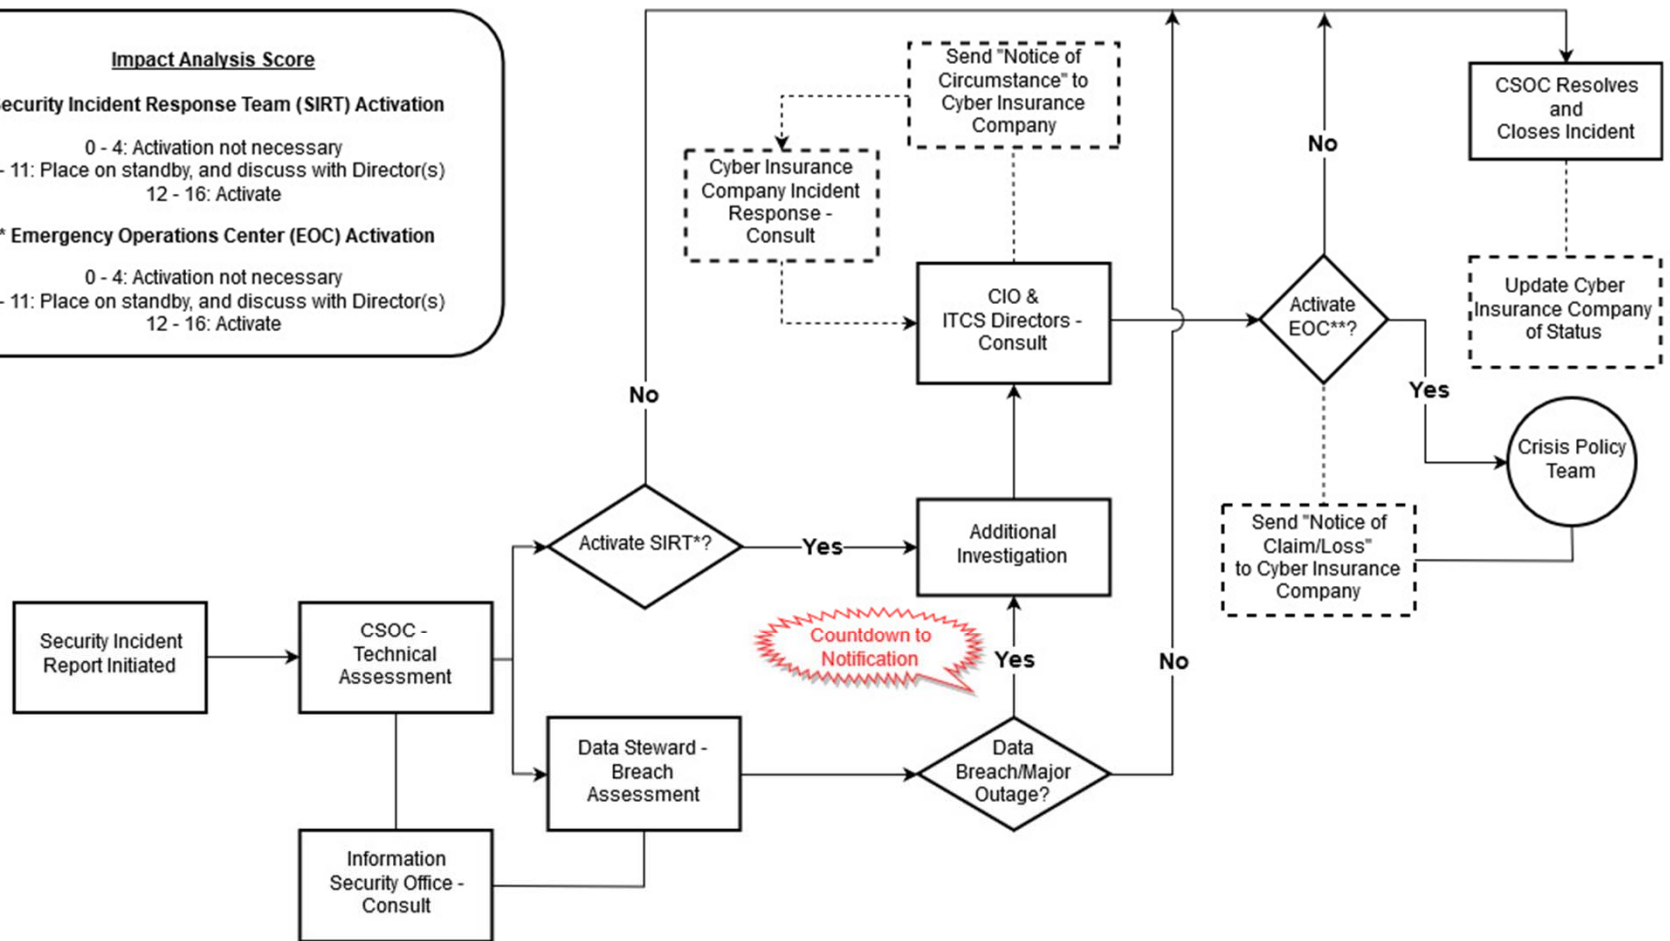 Impact Analysis Score
Security Incident Response Team (SIRT) Activation
0 - 4: Activation not necessary
- 11: Place on standby, and discuss with Director(s)
12 - 16: Activate
* Emergency Operations Center (EOC) Activation
0 - 4: Activation not necessary
- 11: Place on standby, and discuss with Director(s)
12 - 16: Activate
Send "Notice of
Circumstance" to
Cyber Insurance
Company
Cyber Insurance
Company Incident
Response -
Consult
CIO &
ITCS Directors -
Consult
Activate
EOC**?
No
Yes
CSOC Resolves
and
Closes Incident
Update Cyber
Insurance Company
of Status
Crisis Policy
Team
Send "Notice of
Claim/Loss"
to Cyber Insurance
Company
No
Activate SIRT*?
Yes
Additional
Investigation
Security Incident
Report Initiated
CSOC -
Technical
Assessment
Countdown to
Notification
Yes
No
Data Steward -
Breach
Assessment
Data
Breach/Major
Outage?
Information
Security Office -
Consult